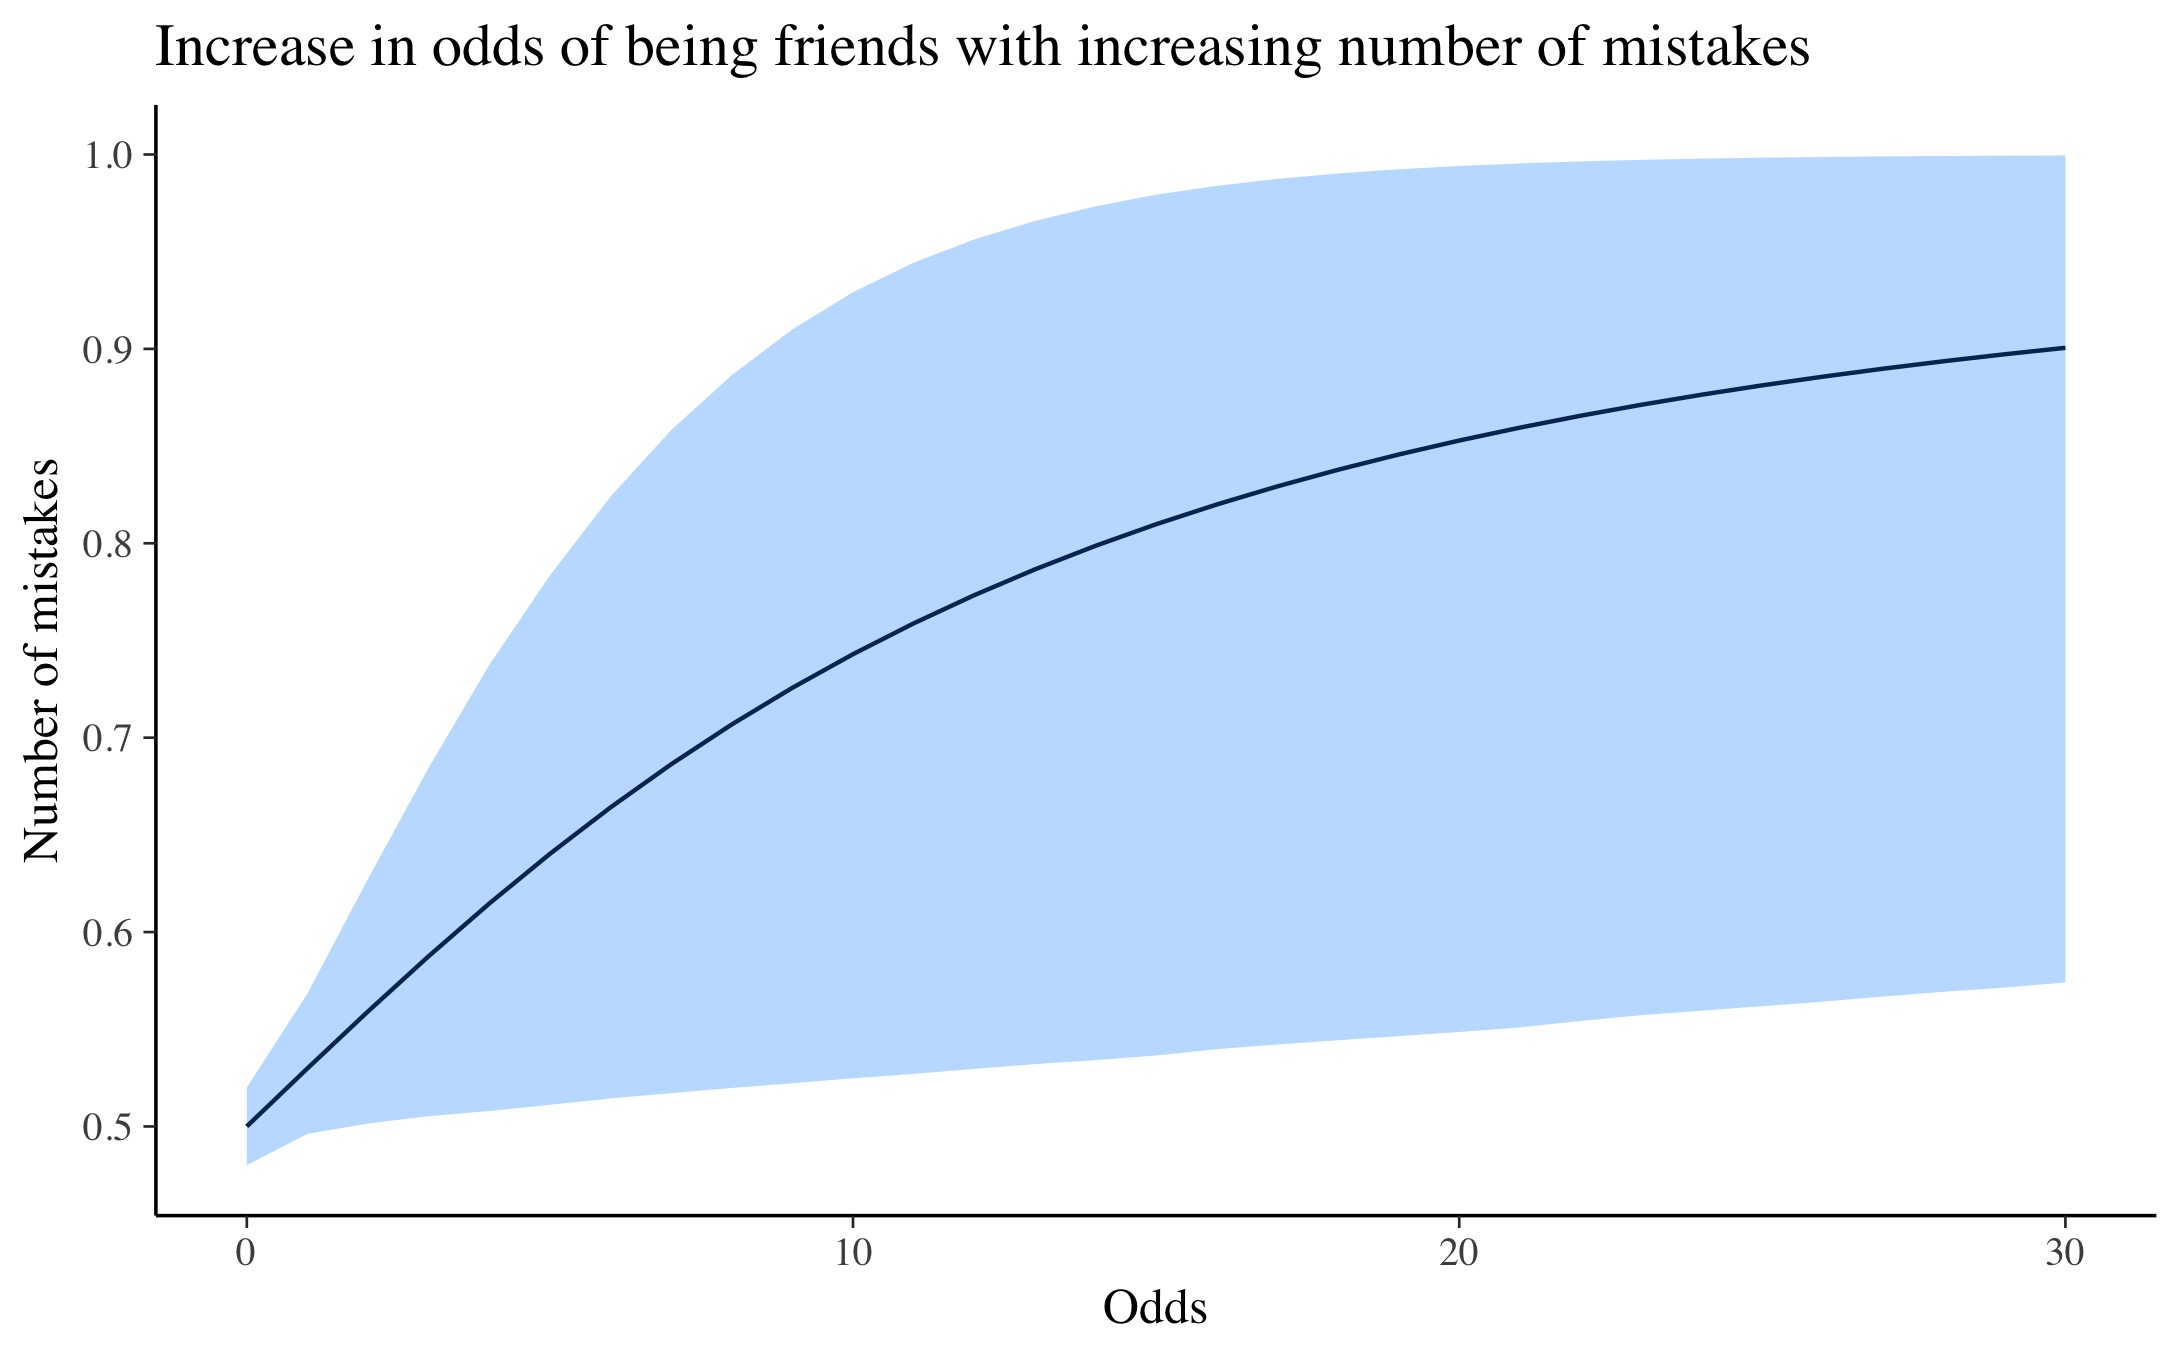 Increase in odds of being friends with increasing number of mistakes
1.0
0.9
0.8
0.7
0.6
0.5
Number of mistakes
0 10 20 30
Odds